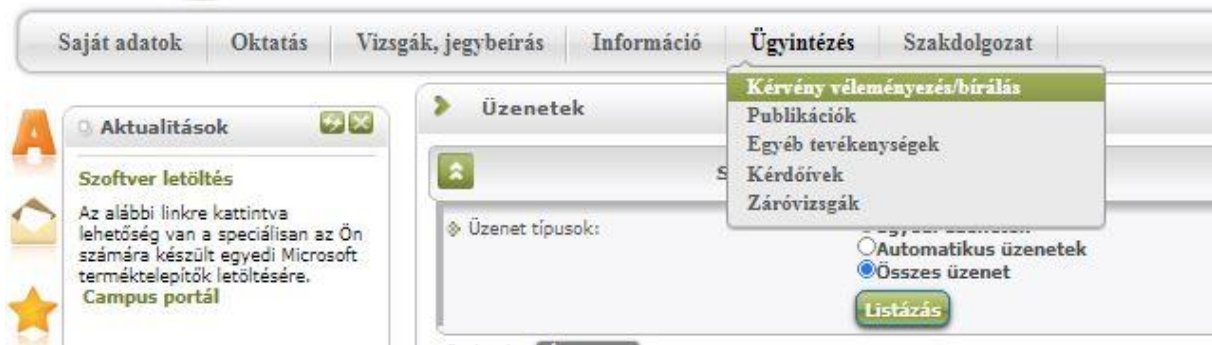 Saját adatok Oktatás Vizsgák, jegybeírás Információ Ügyintézés Szakdolgozat
Kérvény véleményezés/bírálás
Publikációk
Egyéb tevékenységek
Kérdőívek
Záróvizsgák
Aktualitások
Szoftver letöltés
Az alábbi linkre kattintva
lehetőség van a speciálisan az Ön
számára készült egyedi Microsoft
terméktelepítők letöltésére.
Campus portál
Üzenetek
S
Üzenet típusok:
Automatikus üzenetek
Összes üzenet
Listázás